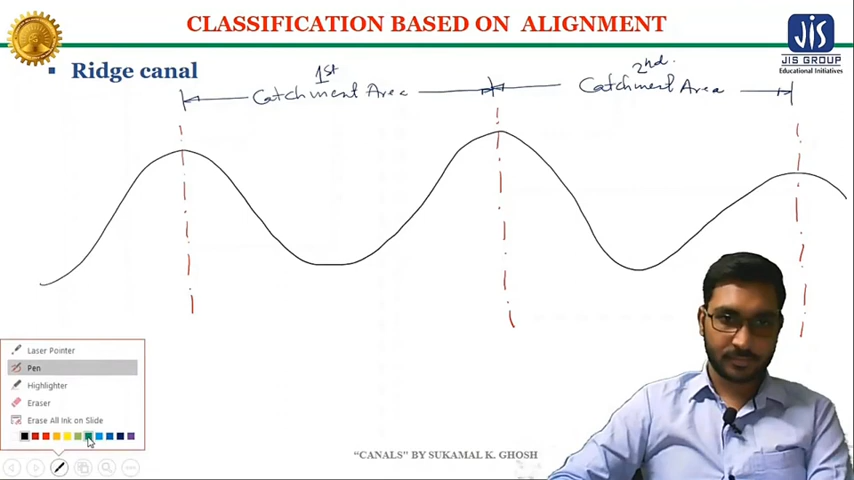 CLASSIFICATION BASED ON ALIGNMENT
JIS
JIS GROUP
Educational Initiatives
▪ Ridge canal
1st
Catchment Area
2nd.
Catchment Area
Laser Pointer
Pen
Highlighter
Eraser
Erase All Ink on Slide
“CANALS” BY SUKAMAL K. GHOSH